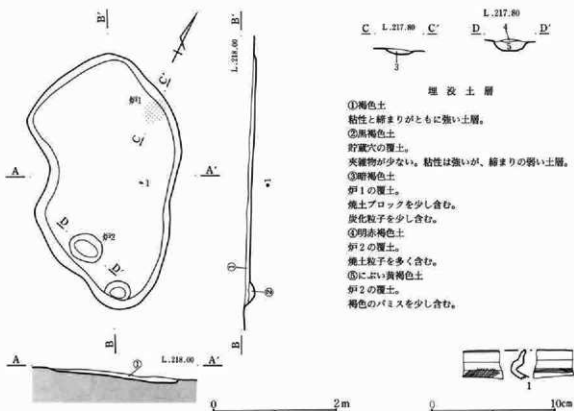 B' B' L.217.80 L.217.80
C C' D 4 D'
3 5
L.218.00
C'
炉1
C
埋没土層
①褐色土
粘性と締まりがともに強い土層。
②黒褐色土
貯蔵穴の覆土。
夾雑物が少ない。粘性は強いが、締まりの弱い土層。
③暗褐色土
炉1の覆土。
焼土ブロックを少し含む。
炭化粒子を少し含む。
④明赤褐色土
炉2の覆土。
焼土粒子を多く含む。
⑤にぶい黄褐色土
炉2の覆土。
褐色のパミスを少し含む。
A A'
1 1
D
炉2
D'
① ②
B B
A L.218.00 A'
①
1
0 2m 0 10cm